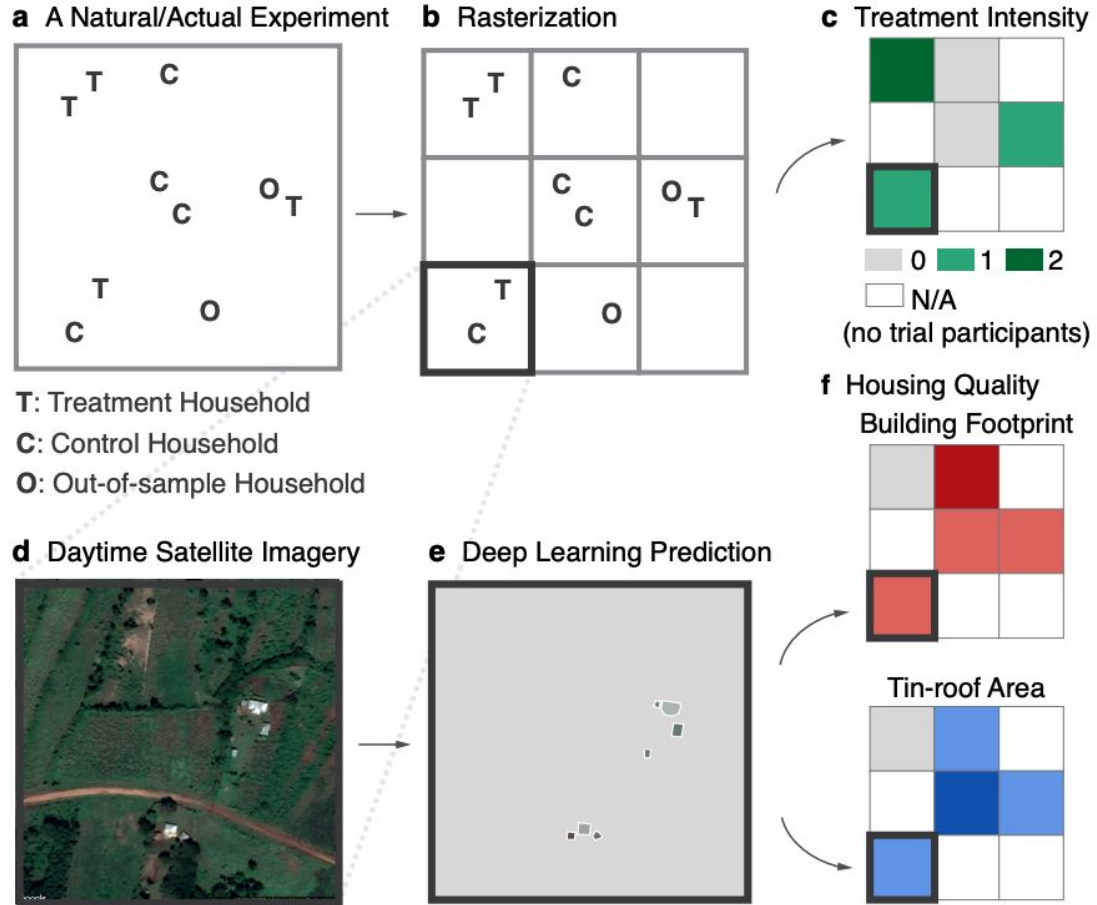 a A Natural/Actual Experiment
T
T
C
C
C
O
T
T
C
O
T: Treatment Household
C: Control Household
O: Out-of-sample Household
b Rasterization
T
T
C
C
C
O
T
T
C
O
c Treatment Intensity
0 1 2
N/A
(no trial participants)
d Daytime Satellite Imagery
e Deep Learning Prediction
f Housing Quality
Building Footprint
Tin-roof Area